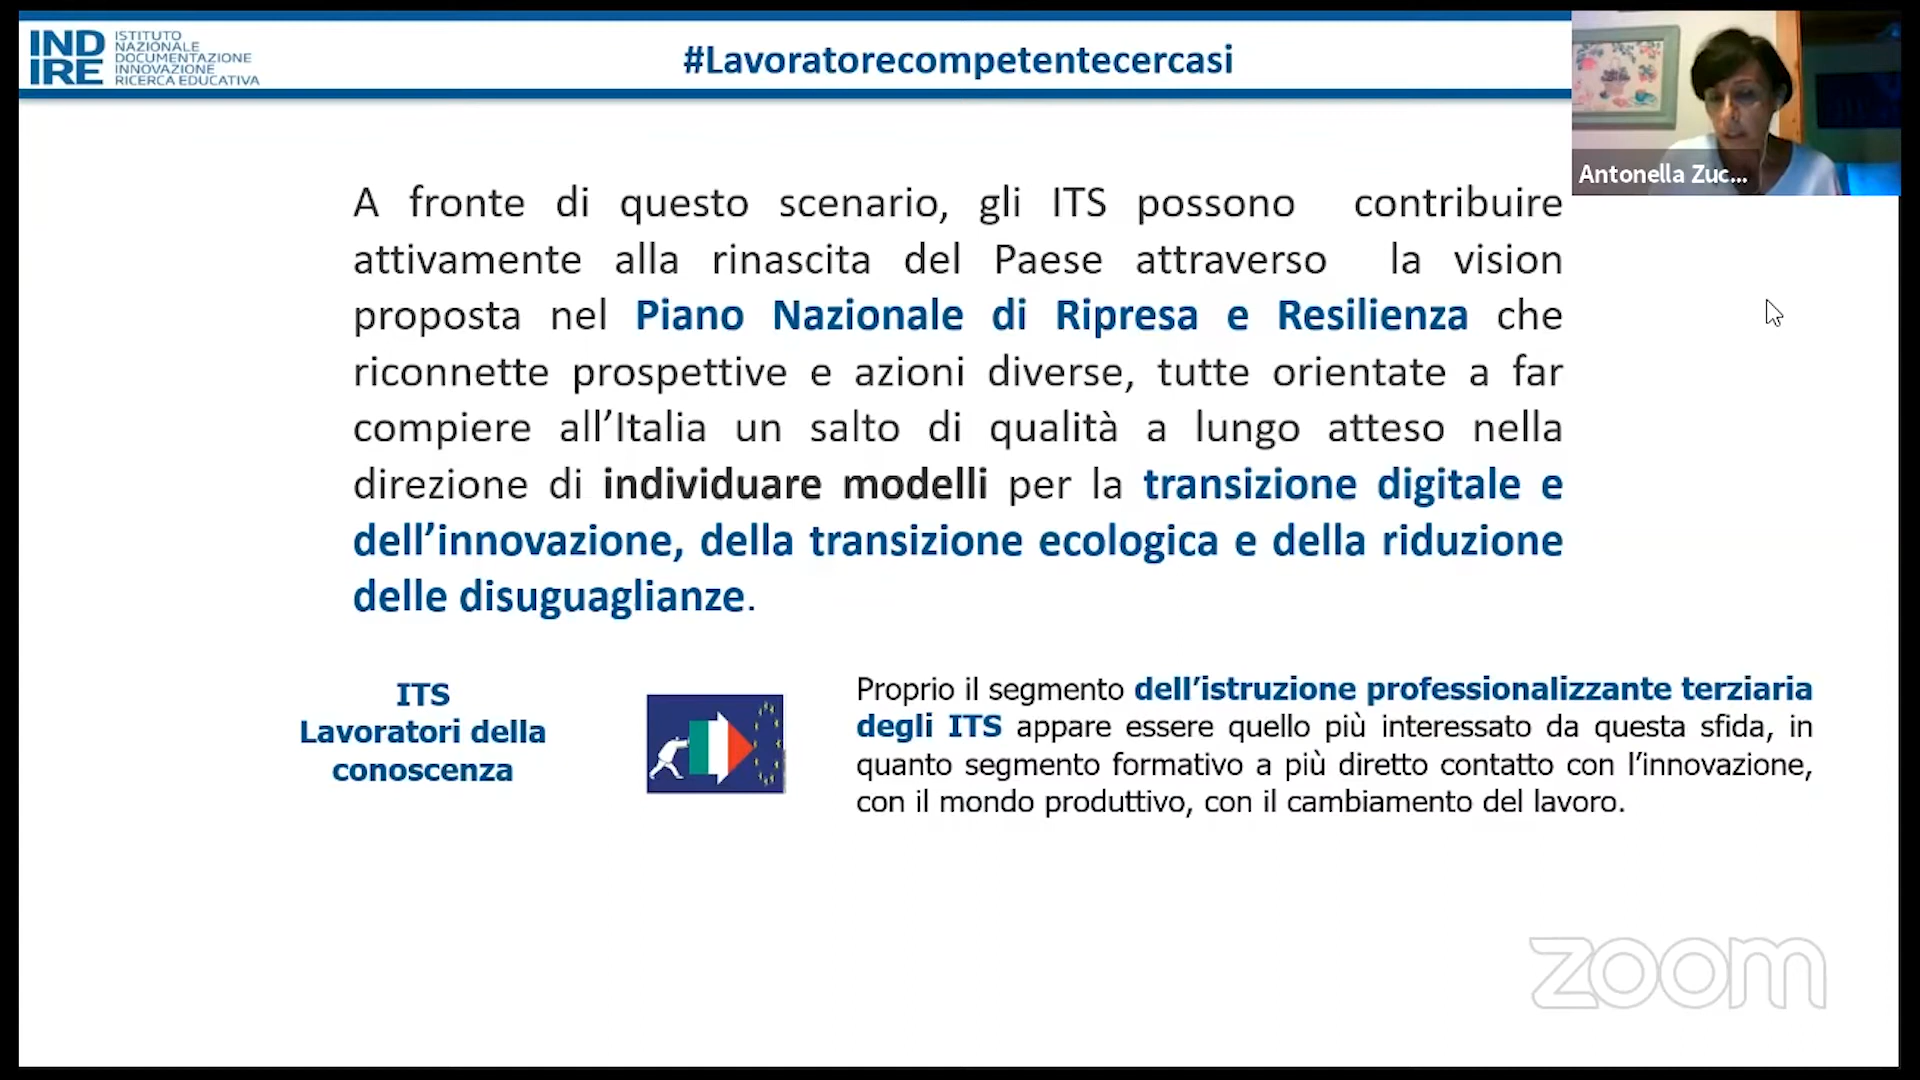 IND
IRE
ISTITUTO
NAZIONALE
DOCUMENTAZIONE
INNOVAZIONE
RICERCA EDUCATIVA
#Lavoratorecompetentecercasi
Antonella Zuc...
A fronte di questo scenario, gli ITS possono contribuire
attivamente alla rinascita del Paese attraverso la vision
proposta nel Piano Nazionale di Ripresa e Resilienza che
riconnette prospettive e azioni diverse, tutte orientate a far
compiere all’Italia un salto di qualità a lungo atteso nella
direzione di individuare modelli per la transizione digitale e
dell’innovazione, della transizione ecologica e della riduzione
delle disuguaglianze.
ITS
Lavoratori della
conoscenza
Proprio il segmento dell’istruzione professionalizzante terziaria
degli ITS appare essere quello più interessato da questa sfida, in
quanto segmento formativo a più diretto contatto con l’innovazione,
con il mondo produttivo, con il cambiamento del lavoro.
zoom